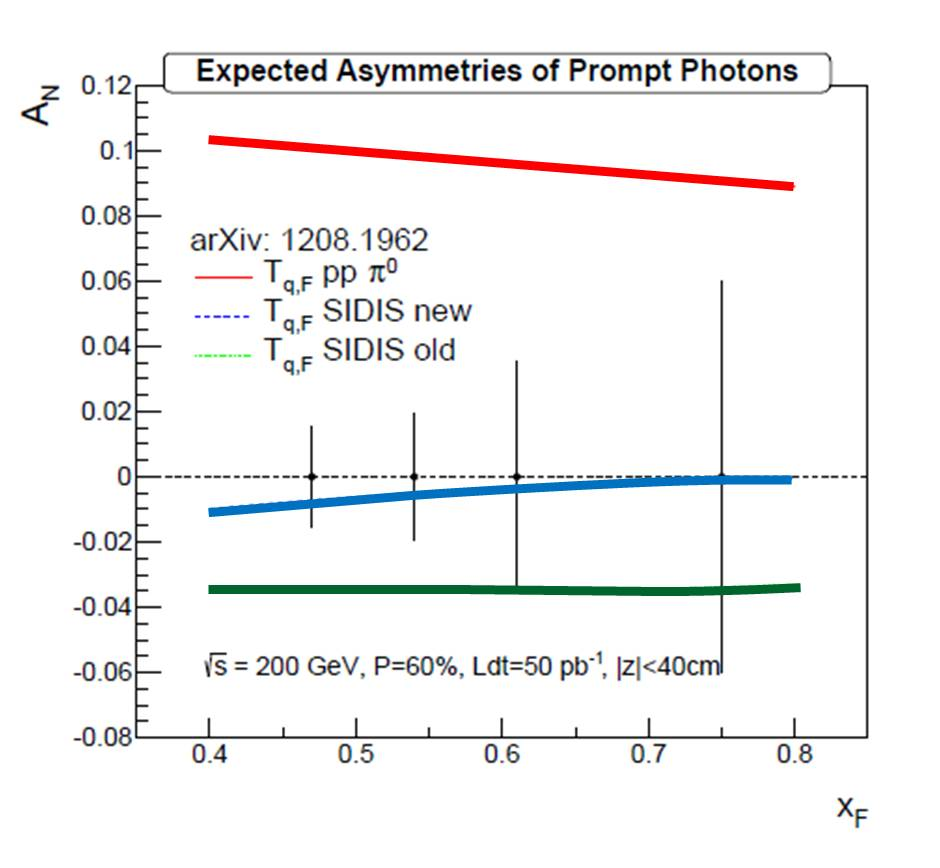 Expected Asymmetries of Prompt Photons
A_N
0.12
0.1
0.08
0.06
0.04
0.02
0
-0.02
-0.04
-0.06
-0.08
arXiv: 1208.1962
T_q,F pp π⁰
T_q,F SIDIS new
T_q,F SIDIS old
√s = 200 GeV, P=60%, Ldt=50 pb⁻¹, |z|<40cm
0.4 0.5 0.6 0.7 0.8
x_F